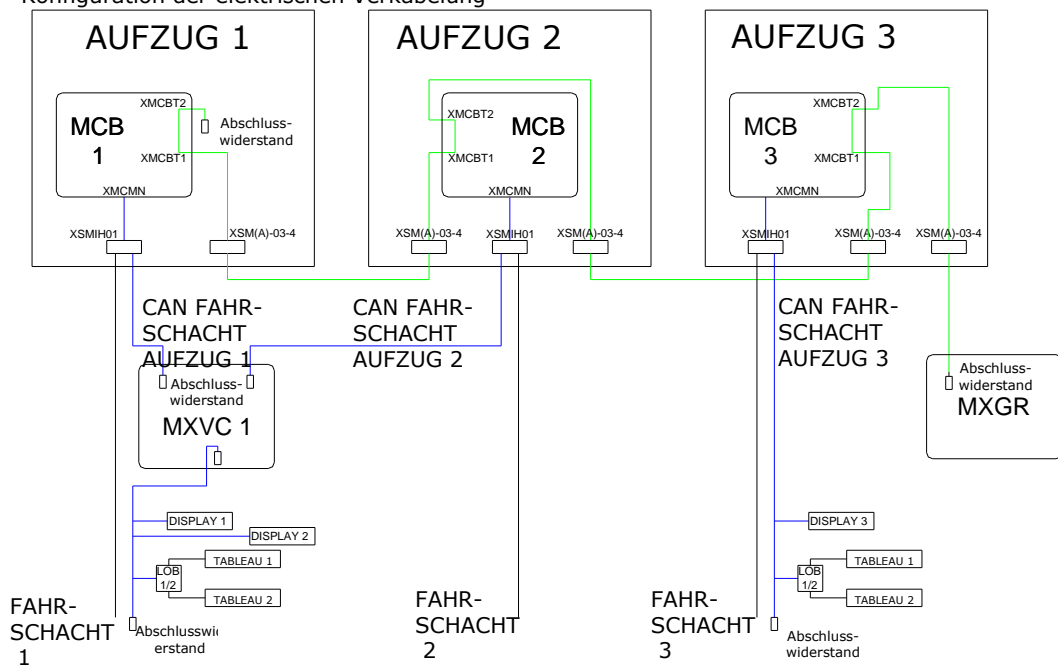 Konfiguration der elektrischen Verkabelung
AUFZUG 1
AUFZUG 2
AUFZUG 3
XMCBT2
MCB
1
Abschluss-
widerstand
XMCBT1
XMCMN
XSMIH01
XSM(A)-03-4
XMCBT2
MCB
2
XMCBT1
XMCMN
XSM(A)-03-4
XSMIH01
XSM(A)-03-4
XMCBT2
MCB
3
XMCBT1
XMCMN
XSMIH01
XSM(A)-03-4
XSM(A)-03-4
CAN FAHR-
SCHACHT
AUFZUG 1
CAN FAHR-
SCHACHT
AUFZUG 2
CAN FAHR-
SCHACHT
AUFZUG 3
Abschluss-
widerstand
MXVC 1
Abschluss-
widerstand
MXGR
DISPLAY 1
DISPLAY 2
LOB
1/2
TABLEAU 1
TABLEAU 2
DISPLAY 3
LOB
1/2
TABLEAU 1
TABLEAU 2
FAHR-
SCHACHT
1
Abschlusswi
erstand
FAHR-
SCHACHT
2
FAHR-
SCHACHT
3
Abschluss-
widerstand